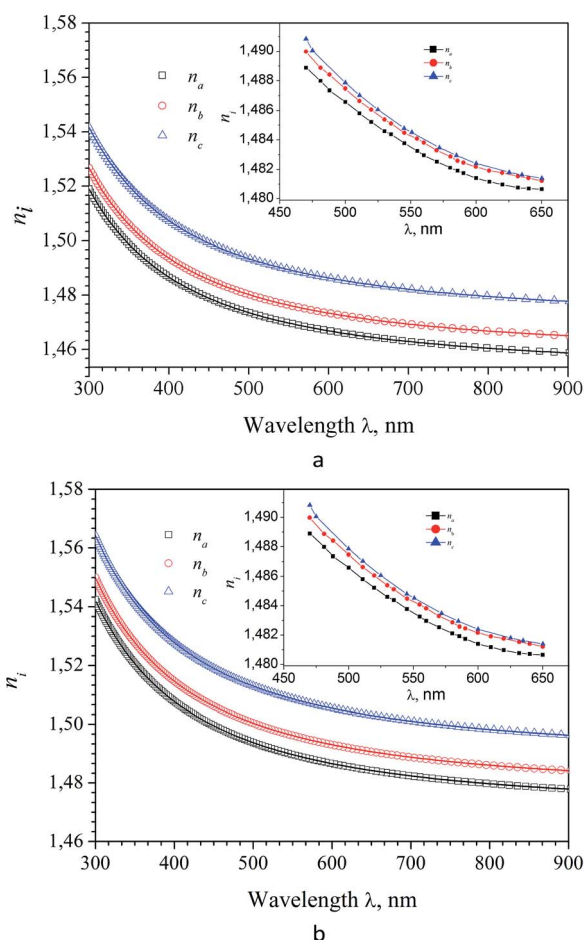 1,58
1,56
1,54
1,52
1,50
1,48
1,46
n_i
n_a
n_b
n_c
1,490
1,488
1,486
1,484
1,482
1,480
n_i
n_a
n_b
n_c
450 500 550 600 650
λ, nm
300 400 500 600 700 800 900
Wavelength λ, nm
a
1,58
1,56
1,54
1,52
1,50
1,48
1,46
n_i
n_a
n_b
n_c
1,490
1,488
1,486
1,484
1,482
1,480
n_i
n_a
n_b
n_c
450 500 550 600 650
λ, nm
300 400 500 600 700 800 900
Wavelength λ, nm
b